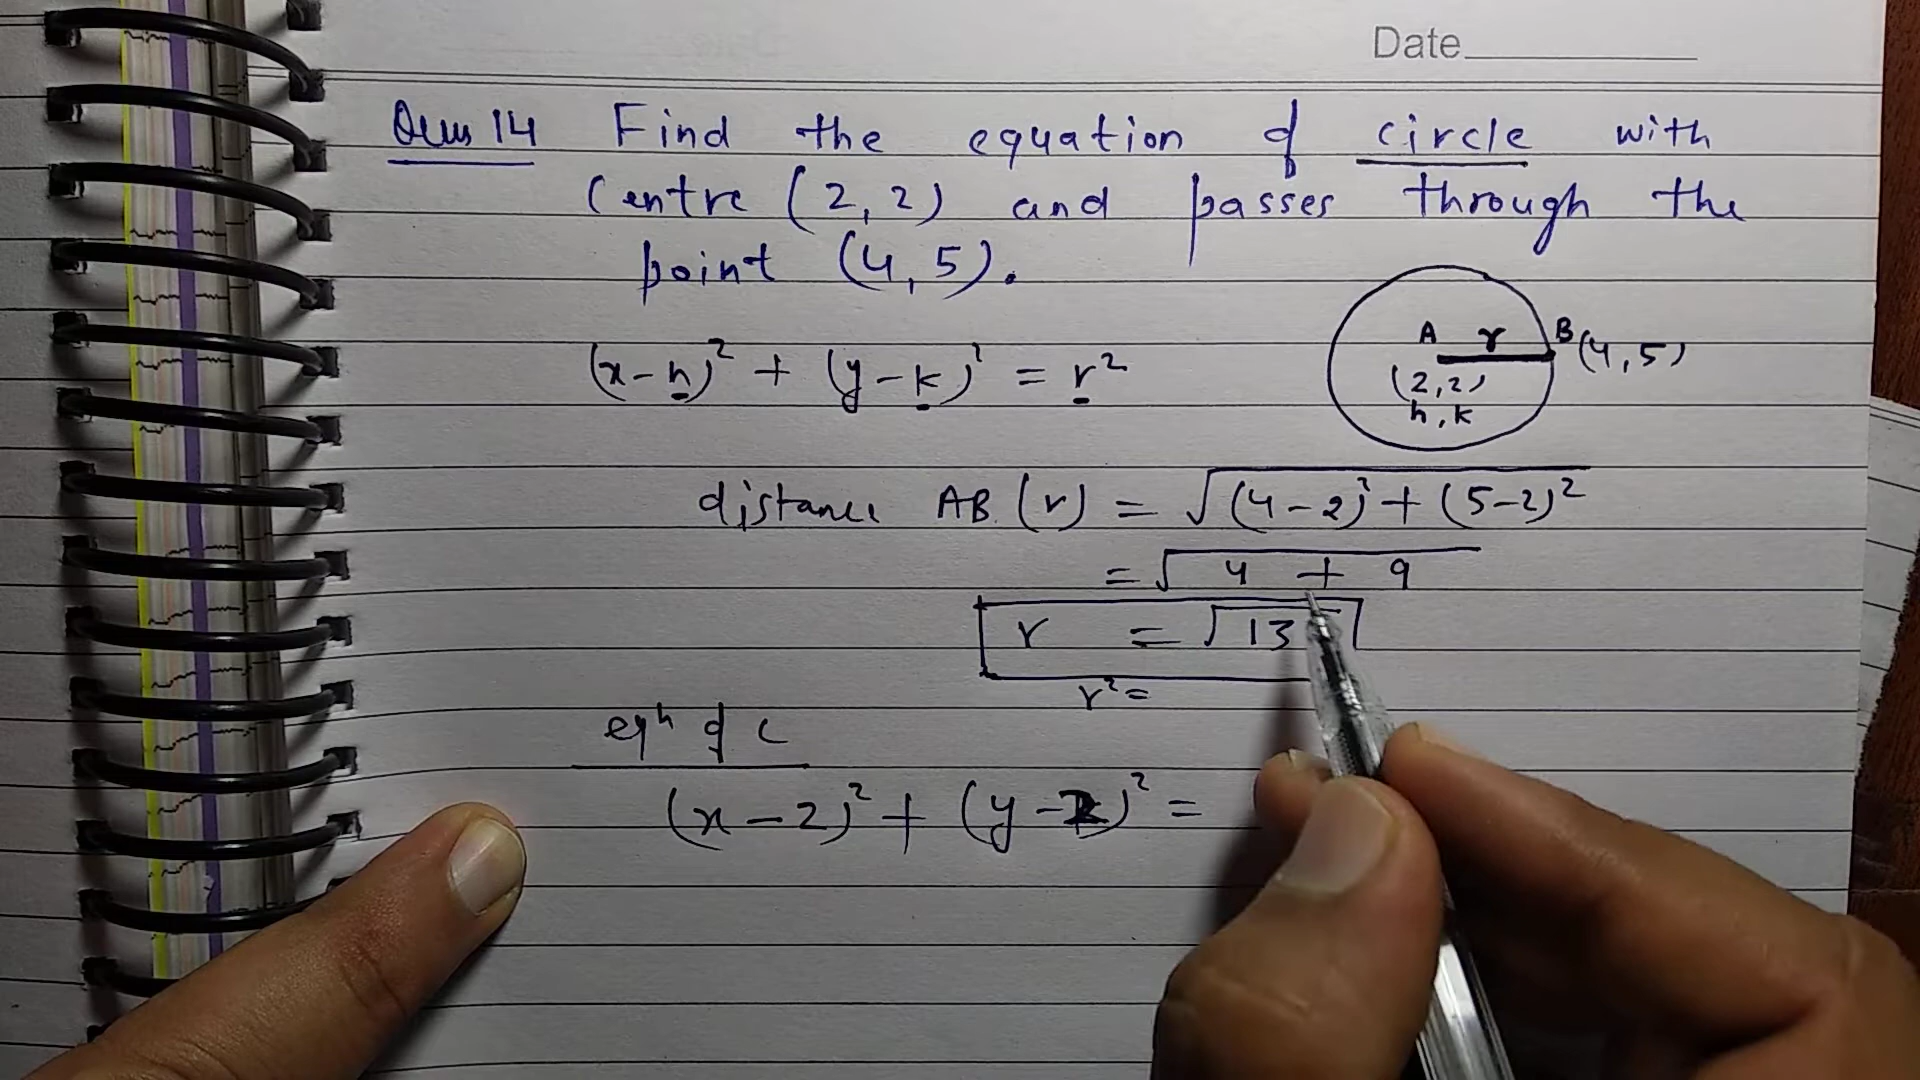 Date
Ques 14 Find the equation of circle with
Centre (2, 2) and passes through the
point (4, 5).
(x-h)² + (y-k)² = r²
A r B (4, 5)
(2, 2)
h, k
distance AB (r) = √(4-2)² + (5-2)²
= √4 + 9
r = √13
r² =
eqⁿ of c
(x-2)² + (y-2)² =